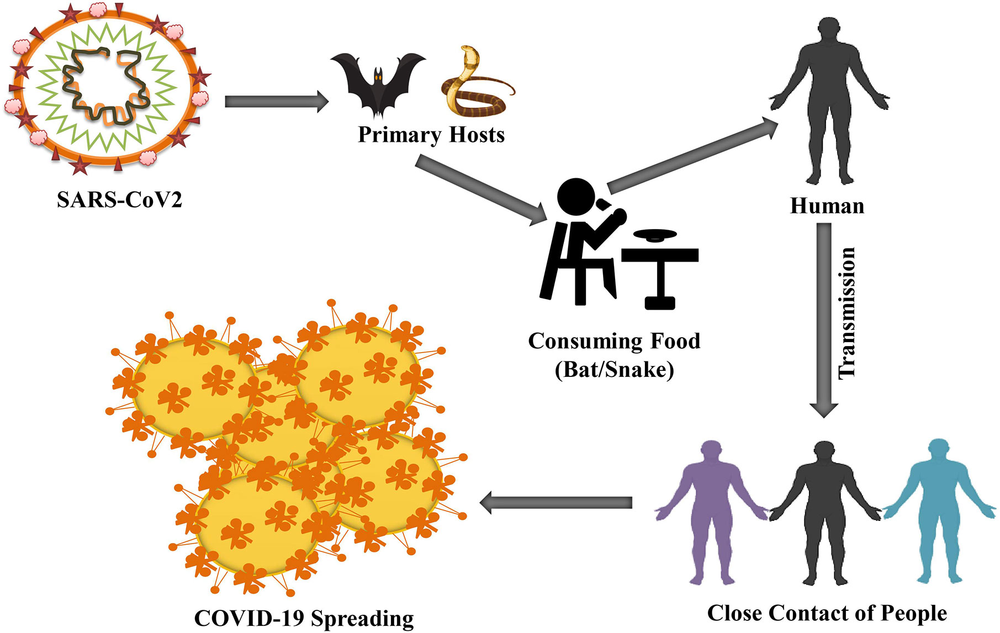 SARS-CoV2
Primary Hosts
Consuming Food
(Bat/Snake)
Human
Transmission
Close Contact of People
COVID-19 Spreading